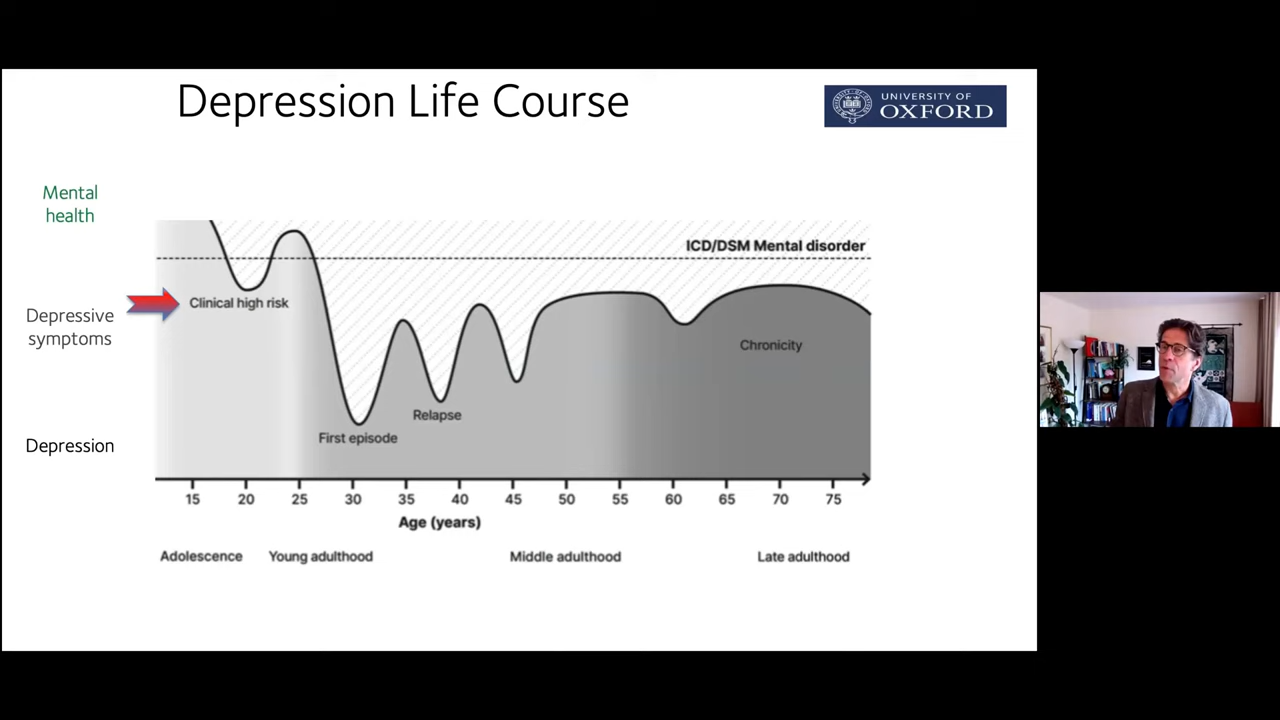 Depression Life Course
UNIVERSITY OF
OXFORD
Mental
health
ICD/DSM Mental disorder
Clinical high risk
Depressive
symptoms
Chronicity
Relapse
First episode
Depression
15 20 25 30 35 40 45 50 55 60 65 70 75
Age (years)
Adolescence Young adulthood Middle adulthood Late adulthood